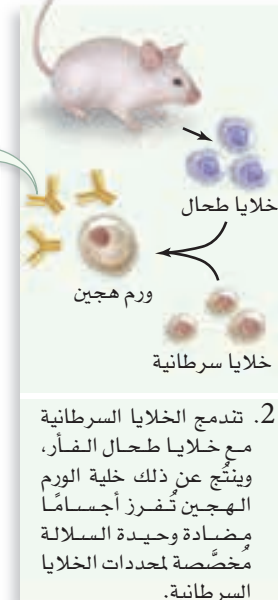 خلايا طحال
ورم هجين
خلايا سرطانية
2. تندمج الخلايا السرطانية
مع خلايا طحال الفأر،
وينتُج عن ذلك خلية الورم
الهجين تُفرز أجسامًا
مضادة وحيدة السلالة
مُخصَّصة لمحددات الخلايا
السرطانية.